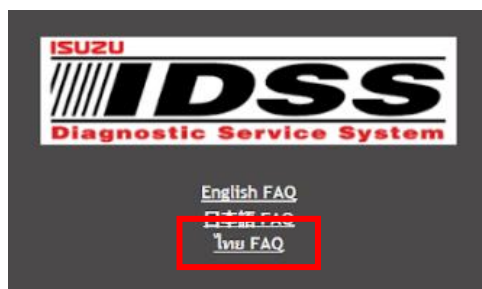 ISUZU
IDSS
Diagnostic Service System
English FAQ
日本語 FAQ
ไทย FAQ